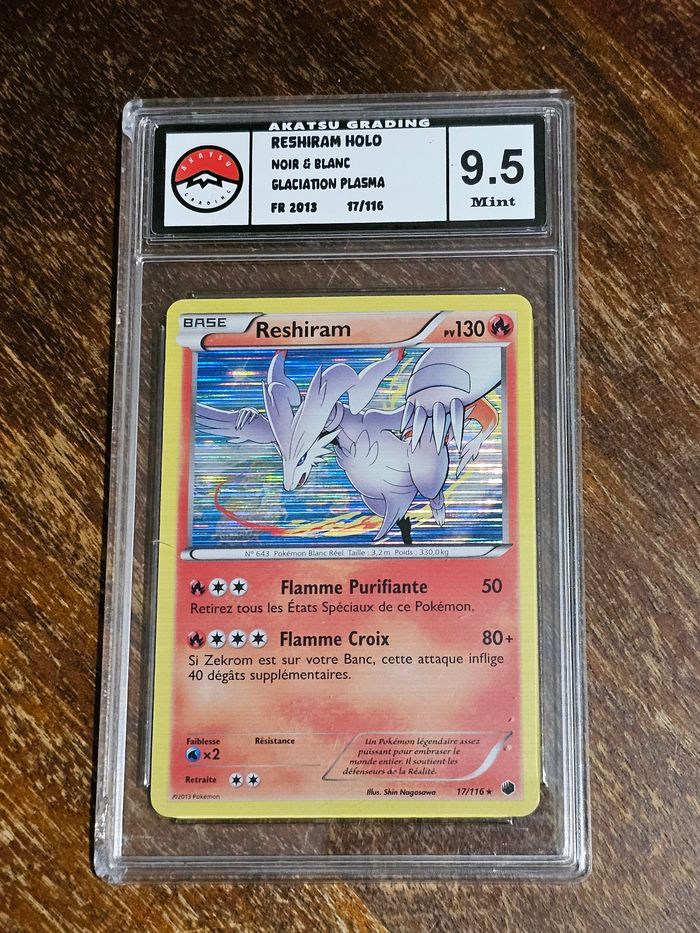 AKATSU GRADING
RESHIRAM HOLO
NOIR & BLANC
GLACIATION PLASMA
FR 2013 17/116
AKATSU
GRADING
9.5
Mint
BASE
Reshiram
PV130
N° 643 Pokémon Blanc Réel Taille : 3,2 m Poids : 330,0 kg
Flamme Purifiante 50
Retirez tous les États Spéciaux de ce Pokémon.
Flamme Croix 80+
Si Zekrom est sur votre Banc, cette attaque inflige
40 dégâts supplémentaires.
Faiblesse
Résistance
×2
Retraite
Un Pokémon légendaire assez
puissant pour embraser le
monde entier. Il soutient les
défenseurs de la Réalité.
©2013 Pokémon
Illus. Shin Nagasawa
17/116 ★